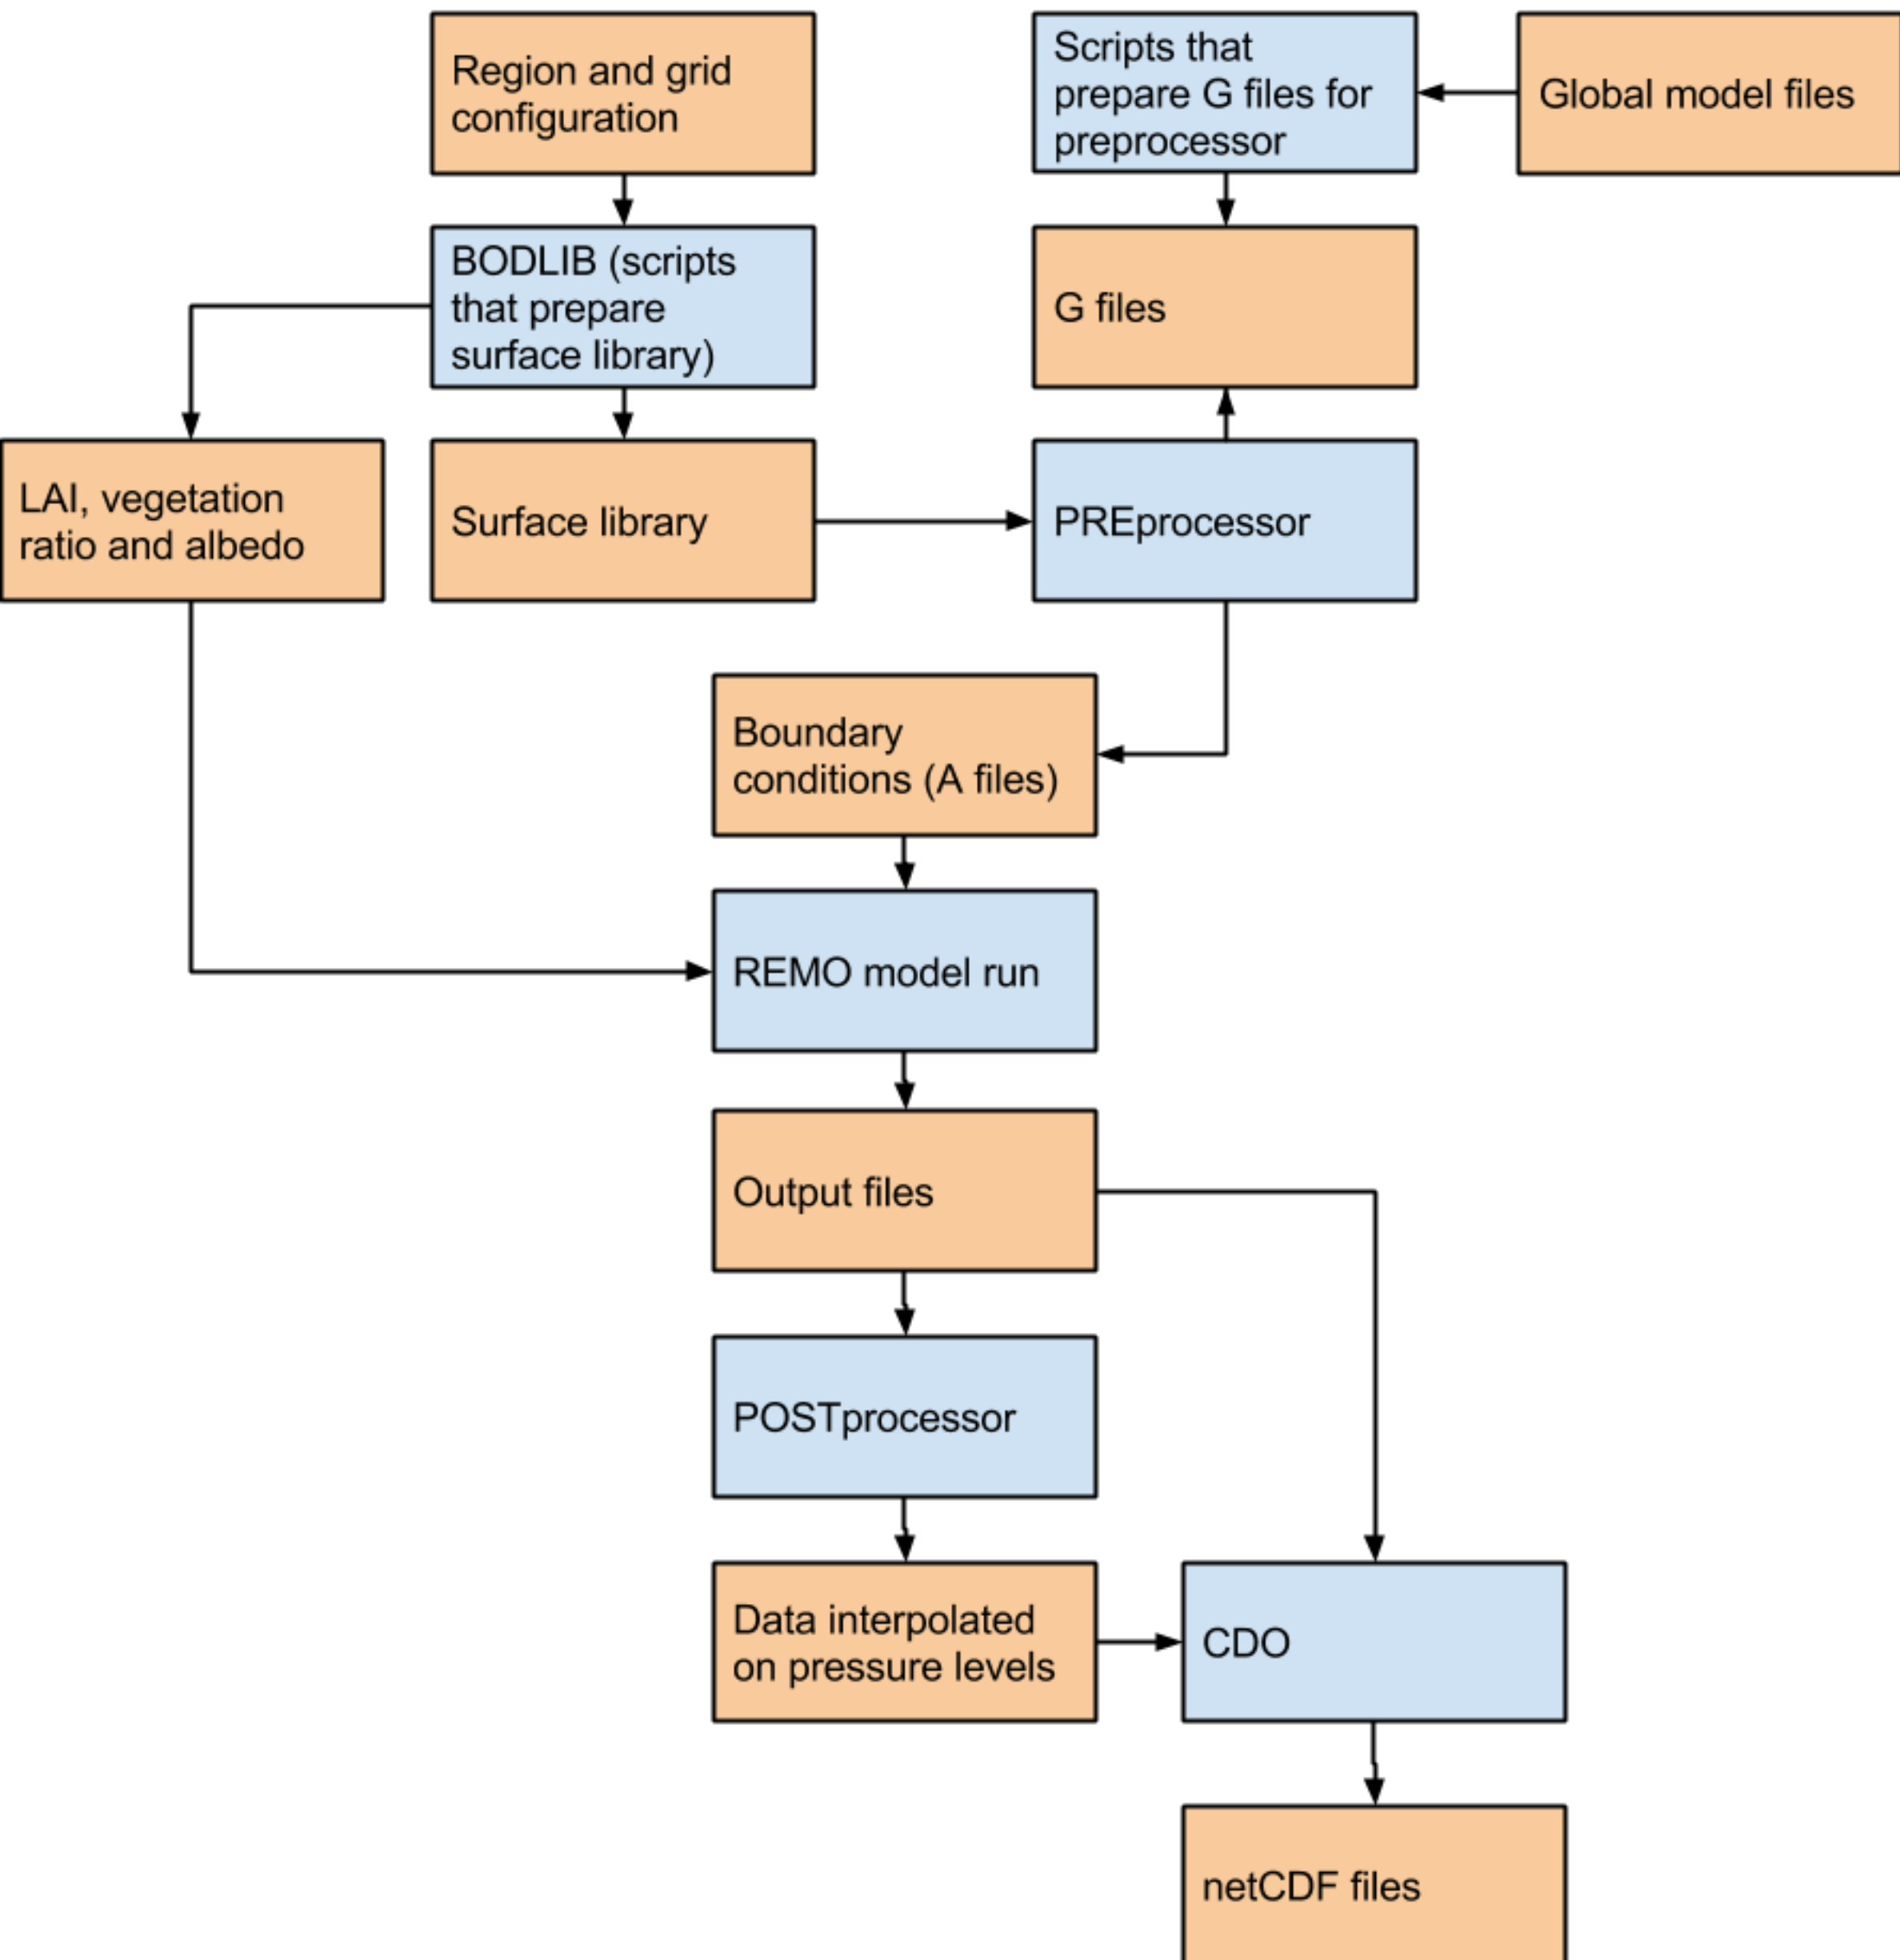 Region and grid
configuration
Scripts that
prepare G files for
preprocessor
Global model files
BODLIB (scripts
that prepare
surface library)
G files
LAI, vegetation
ratio and albedo
Surface library
PREprocessor
Boundary
conditions (A files)
REMO model run
Output files
POSTprocessor
Data interpolated
on pressure levels
CDO
netCDF files